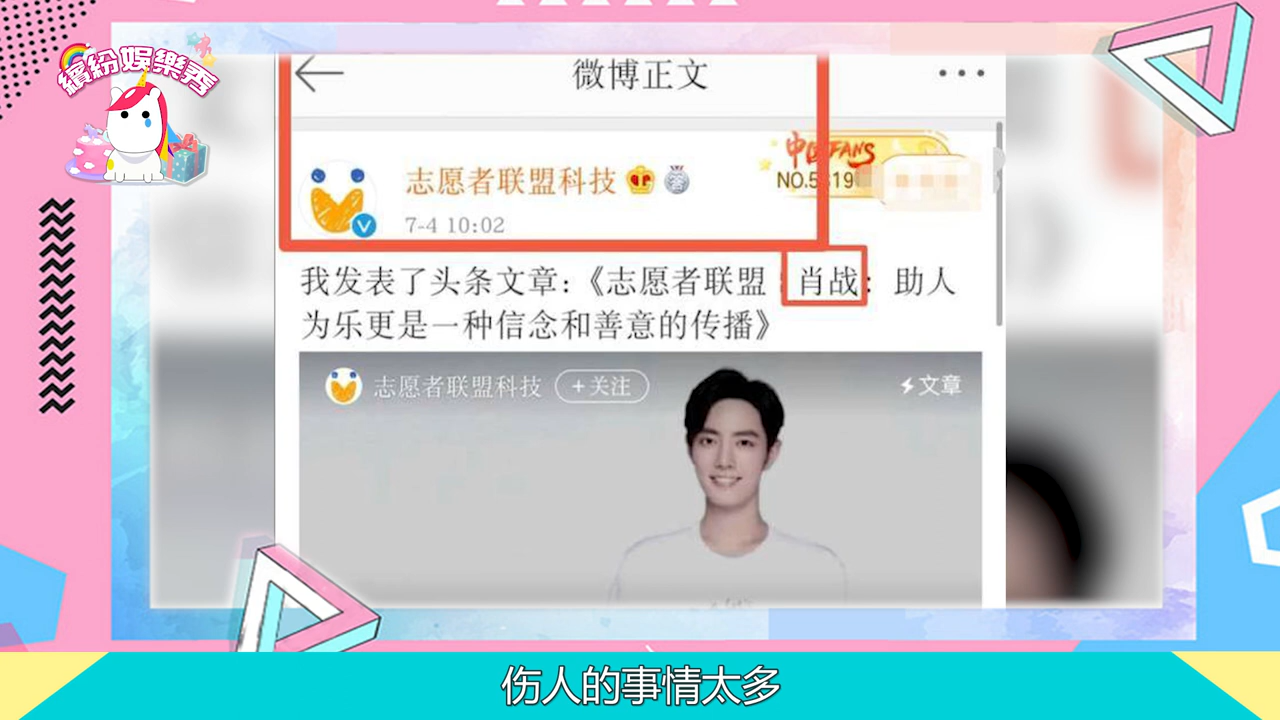 繽紛娛樂秀
微博正文
志愿者联盟科技
中国FANS
7-4 10:02
我发表了头条文章:《志愿者联盟:肖战：助人
为乐更是一种信念和善意的传播》
志愿者联盟科技 +关注 文章
伤人的事情太多